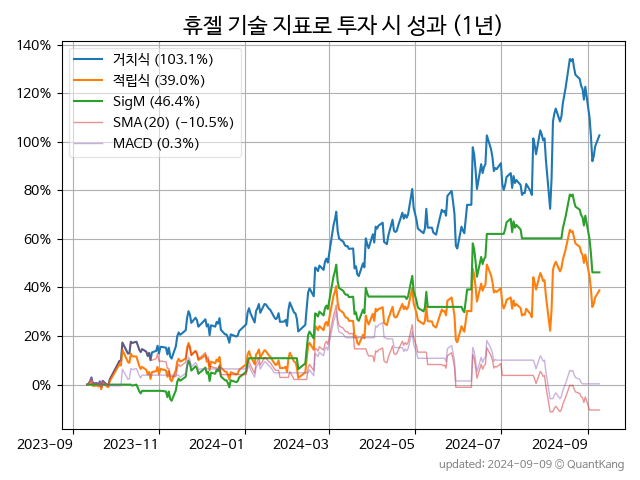 휴젤 기술 지표로 투자 시 성과 (1년)
140%
120%
100%
80%
60%
40%
20%
0%
거치식 (103.1%)
적립식 (39.0%)
SigM (46.4%)
SMA(20) (-10.5%)
MACD (0.3%)
2023-09 2023-11 2024-01 2024-03 2024-05 2024-07 2024-09
updated: 2024-09-09 © QuantKang